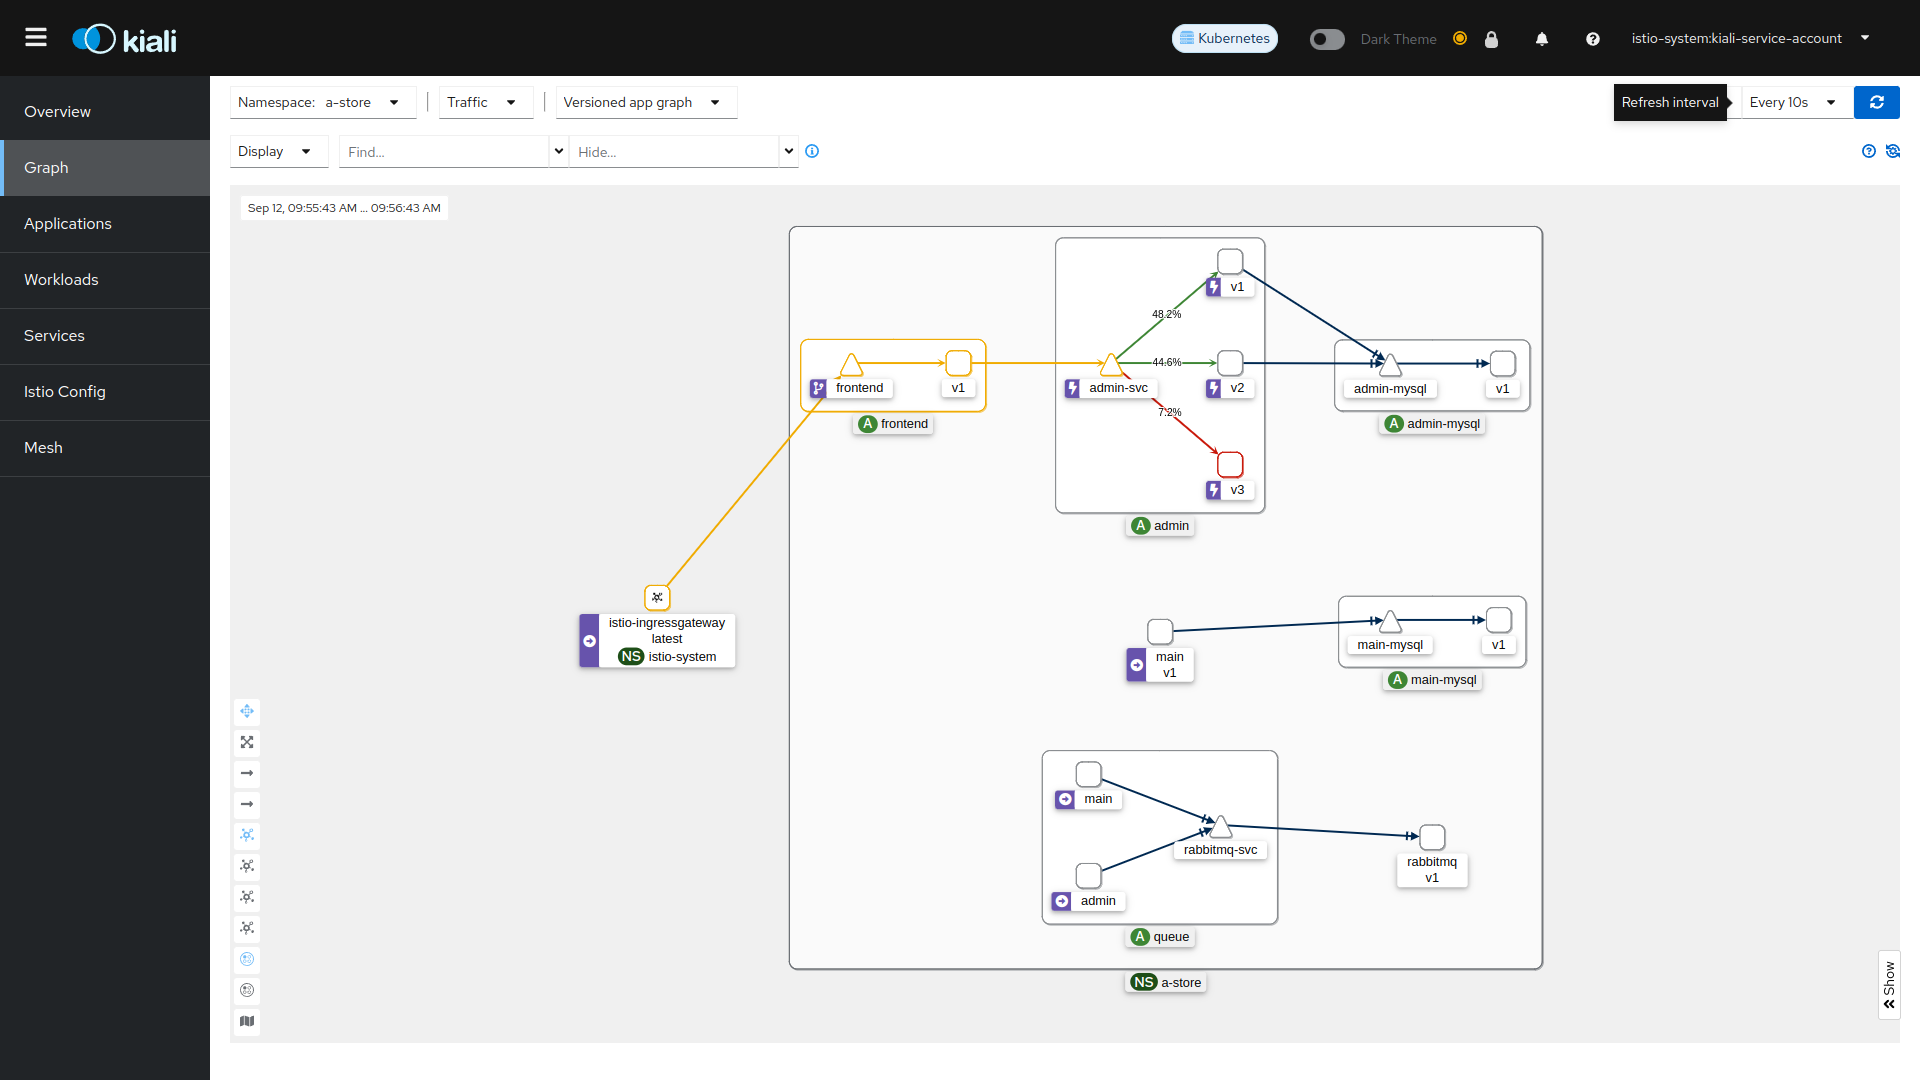 kiali
Kubernetes
Dark Theme
istio-system:kiali-service-account
Overview
Graph
Applications
Workloads
Services
Istio Config
Mesh
Namespace: a-store
Traffic
Versioned app graph
Refresh interval
Every 10s
Display
Find...
Hide...
Sep 12, 09:55:43 AM ... 09:56:43 AM
v1
48.2%
44.6%
7.2%
frontend
v1
A frontend
admin-svc
v2
v3
A admin
admin-mysql
v1
A admin-mysql
istio-ingressgateway
latest
NS istio-system
main
v1
main-mysql
v1
A main-mysql
main
rabbitmq-svc
admin
A queue
rabbitmq
v1
NS a-store
Show